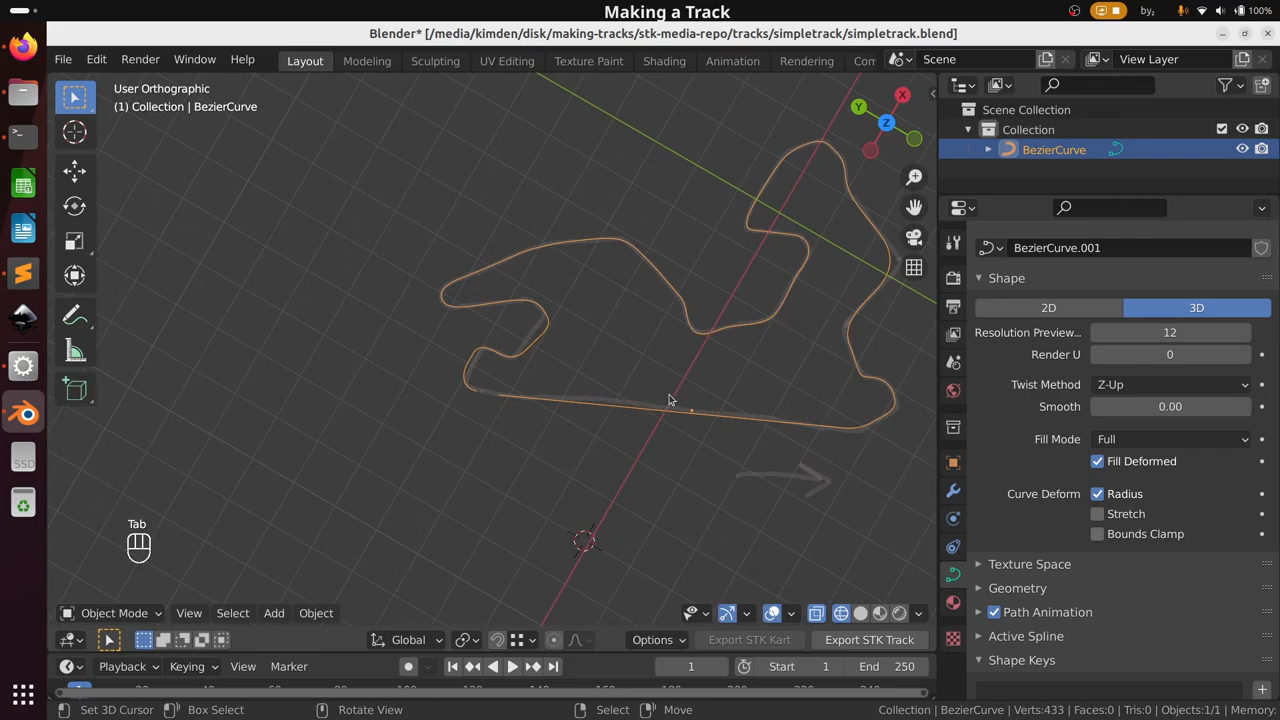 Making a Track
by₂
100%
Blender* [/media/kimden/disk/making-tracks/stk-media-repo/tracks/simpletrack/simpletrack.blend]
File Edit Render Window Help
Layout Modeling Sculpting UV Editing Texture Paint Shading Animation Rendering Com
Scene
View Layer
User Orthographic
(1) Collection | BezierCurve
X
Y
Z
Scene Collection
Collection
BezierCurve
BezierCurve.001
Shape
2D 3D
Resolution Preview... 12
Render U 0
Twist Method Z-Up
Smooth 0.00
Fill Mode Full
Fill Deformed
Curve Deform Radius
Stretch
Bounds Clamp
Texture Space
Geometry
Path Animation
Active Spline
Shape Keys
SSD
Tab
Object Mode View Select Add Object
Global Options Export STK Kart Export STK Track
Playback Keying View Marker 1 Start 1 End 250
Set 3D Cursor Box Select Rotate View Select Move Collection | BezierCurve | Verts:433 | Faces:0 | Tris:0 | Objects:1/1 | Memory: